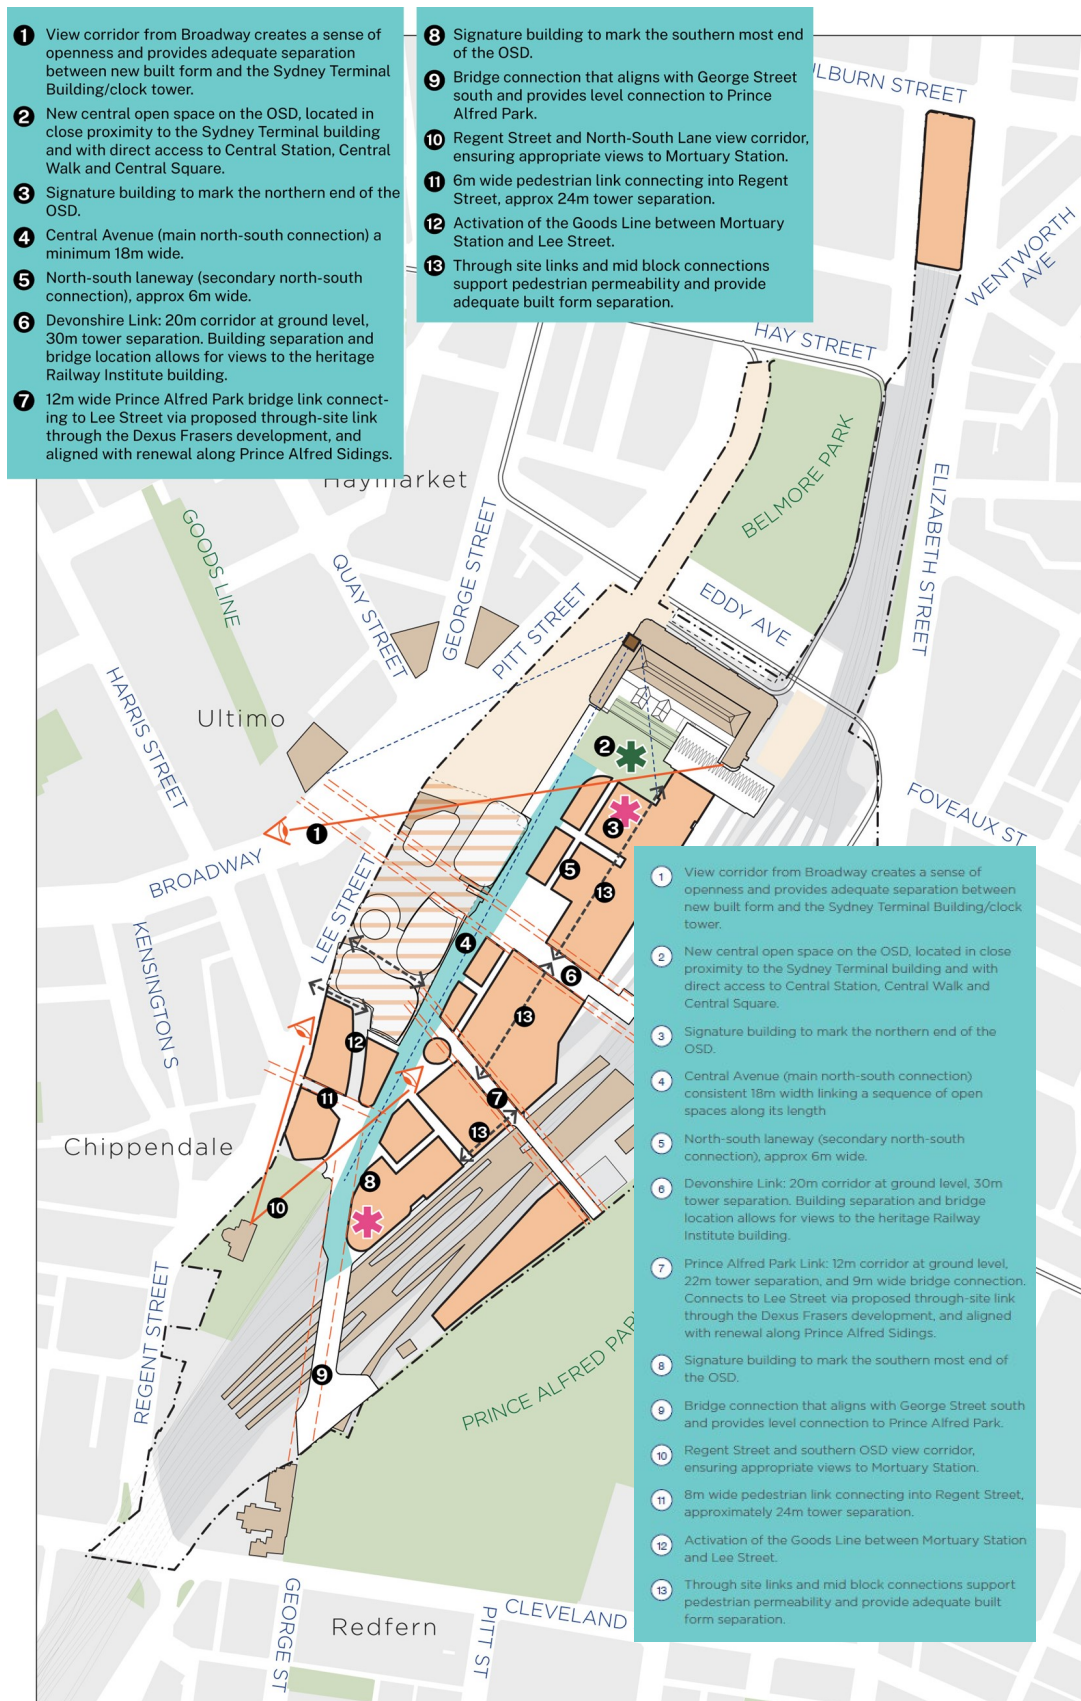 1 View corridor from Broadway creates a sense of
openness and provides adequate separation
between new built form and the Sydney Terminal
Building/clock tower.
2 New central open space on the OSD, located in
close proximity to the Sydney Terminal building
and with direct access to Central Station, Central
Walk and Central Square.
3 Signature building to mark the northern end of the
OSD.
4 Central Avenue (main north-south connection) a
minimum 18m wide.
5 North-south laneway (secondary north-south
connection), approx 6m wide.
6 Devonshire Link: 20m corridor at ground level,
30m tower separation. Building separation and
bridge location allows for views to the heritage
Railway Institute building.
7 12m wide Prince Alfred Park bridge link connect-
ing to Lee Street via proposed through-site link
through the Dexus Frasers development, and
aligned with renewal along Prince Alfred Sidings.
8 Signature building to mark the southern most end
of the OSD.
9 Bridge connection that aligns with George Street
south and provides level connection to Prince
Alfred Park.
10 Regent Street and North-South Lane view corridor,
ensuring appropriate views to Mortuary Station.
11 6m wide pedestrian link connecting into Regent
Street, approx 24m tower separation.
12 Activation of the Goods Line between Mortuary
Station and Lee Street.
13 Through site links and mid block connections
support pedestrian permeability and provide
adequate built form separation.
ULBURN STREET
WENTWORTH
AVE
HAY STREET
BELMORE PARK
ELIZABETH STREET
Haymarket
GOODS LINE
QUAY STREET
GEORGE STREET
PITT STREET
EDDY AVE
HARRIS STREET
Ultimo
2
3
1
FOVEAUX ST
BROADWAY
LEE STREET
5
13
KENSINGTON S
4
6
13
12
11
7
13
Chippendale
8
10
REGENT STREET
9
PRINCE ALFRED PAR
GEORGE ST
Redfern
PITT ST
CLEVELAND
1 View corridor from Broadway creates a sense of
openness and provides adequate separation between
new built form and the Sydney Terminal Building/clock
tower.
2 New central open space on the OSD, located in close
proximity to the Sydney Terminal building and with
direct access to Central Station, Central Walk and
Central Square.
3 Signature building to mark the northern end of the
OSD.
4 Central Avenue (main north-south connection)
consistent 18m width linking a sequence of open
spaces along its length
5 North-south laneway (secondary north-south
connection), approx 6m wide.
6 Devonshire Link: 20m corridor at ground level, 30m
tower separation. Building separation and bridge
location allows for views to the heritage Railway
Institute building.
7 Prince Alfred Park Link: 12m corridor at ground level,
22m tower separation, and 9m wide bridge connection.
Connects to Lee Street via proposed through-site link
through the Dexus Frasers development, and aligned
with renewal along Prince Alfred Sidings.
8 Signature building to mark the southern most end of
the OSD.
9 Bridge connection that aligns with George Street south
and provides level connection to Prince Alfred Park.
10 Regent Street and southern OSD view corridor,
ensuring appropriate views to Mortuary Station.
11 8m wide pedestrian link connecting into Regent Street,
approximately 24m tower separation.
12 Activation of the Goods Line between Mortuary Station
and Lee Street.
13 Through site links and mid block connections support
pedestrian permeability and provide adequate built
form separation.